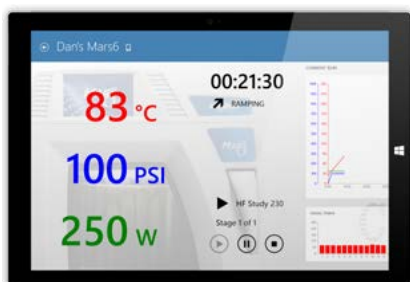 Dan's Mars6
83 °C
100 PSI
250 W
00:21:30
RAMPING
HF Study 230
Stage 1 of 1